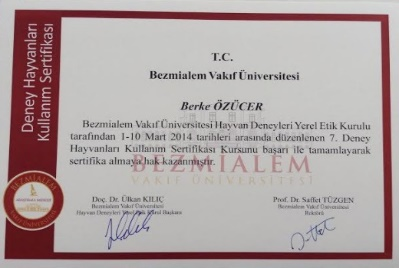 Deney Hayvanları
Kullanım Sertifikası
T.C.
Bezmialem Vakıf Üniversitesi
Berke ÖZÜCER
Bezmialem Vakıf Üniversitesi Hayvan Deneyleri Yerel Etik Kurulu
tarafından 1-10 Mart 2014 tarihleri arasında düzenlenen 7. Deney
Hayvanları Kullanım Sertifikası Kursunu başarı ile tamamlayarak
sertifika almaya hak kazanmıştır.
BEZMİALEM
VAKIF ÜNİVERSİTESİ
Doç. Dr. Ülkan KILIÇ
Bezmialem Vakıf Üniversitesi
Hayvan Deneyleri Yerel Etik Kurul Başkanı
Prof. Dr. Saffet TÜZGEN
Bezmialem Vakıf Üniversitesi
Rektörü
BEZMİALEM